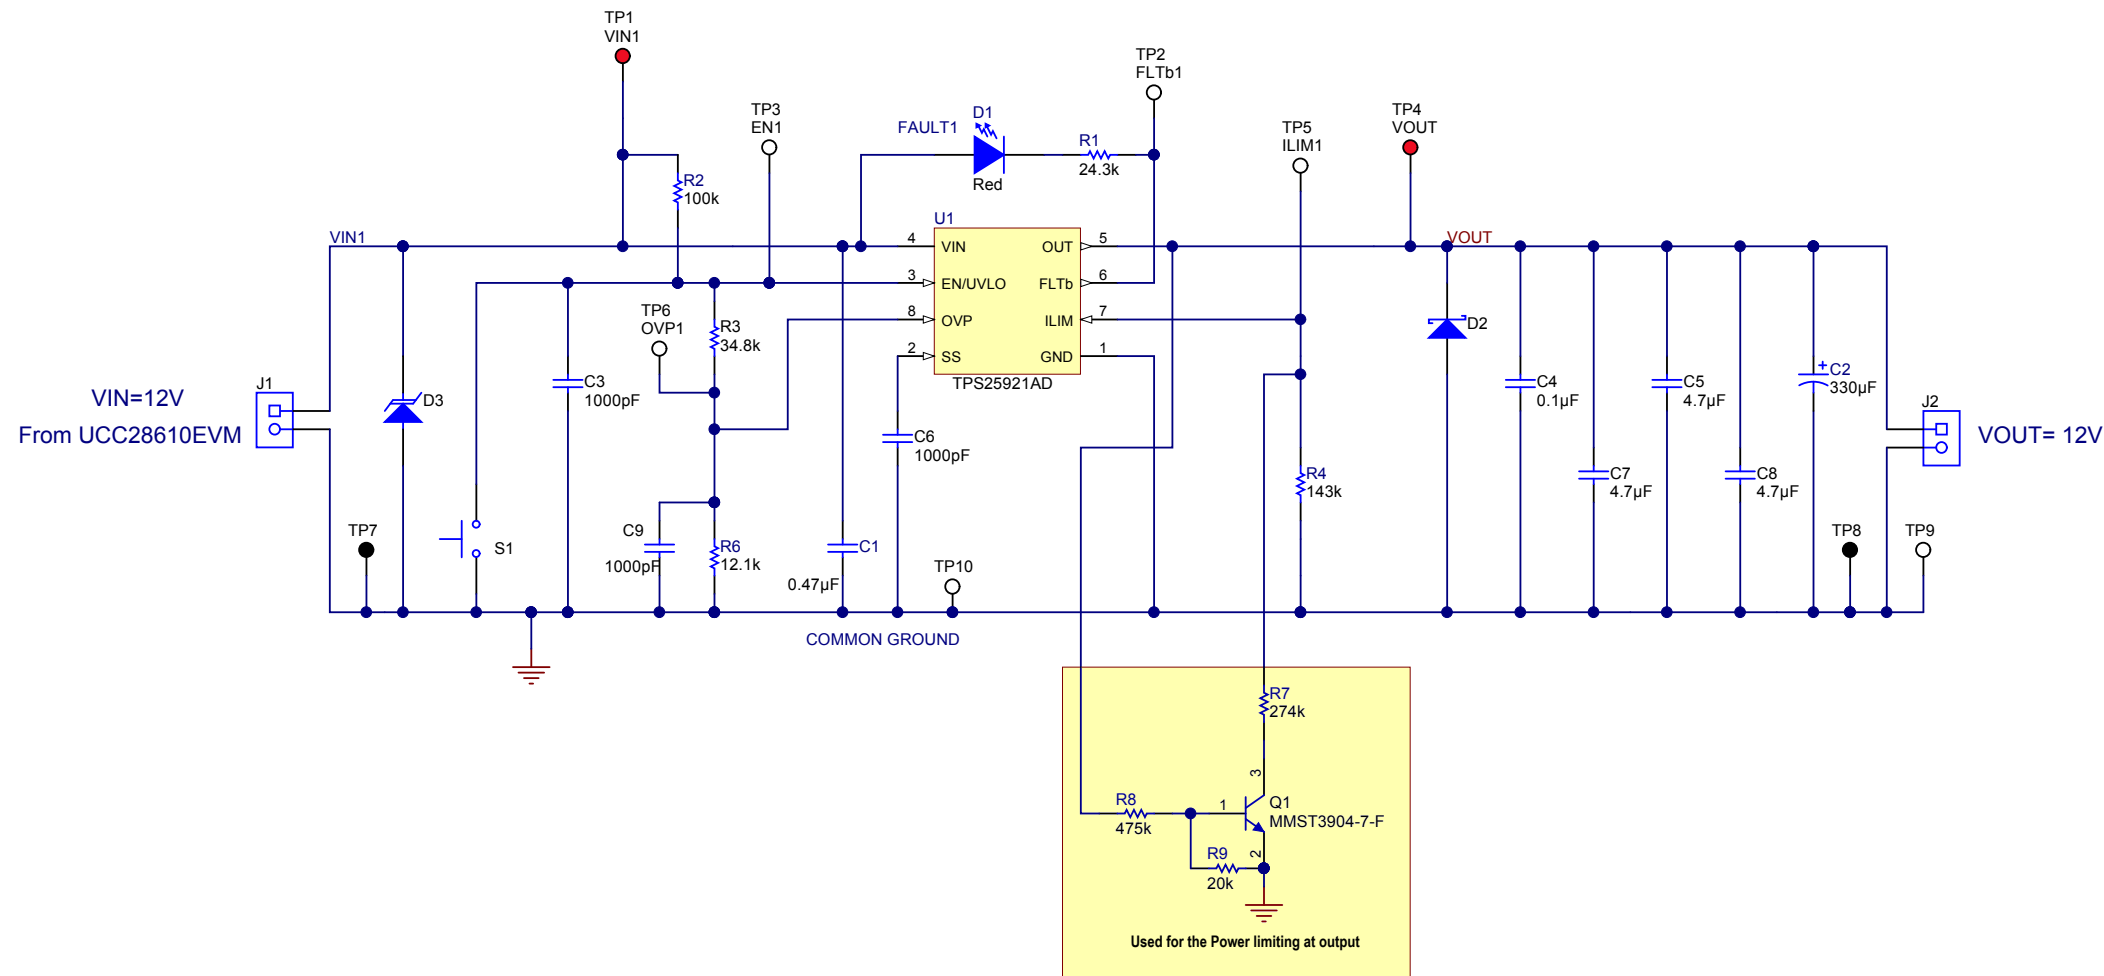 TP1
VIN1
TP2
FLTb1
TP3
EN1
FAULT1
D1
Red
R1
24.3k
TP5
ILIM1
TP4
VOUT
R2
100k
VIN1
U1
4
VIN
OUT
5
3
EN/UVLO
FLTb
6
8
OVP
ILIM
7
2
SS
GND
1
TPS25921AD
VOUT
TP6
OVP1
R3
34.8k
D2
J1
VIN=12V
From UCC28610EVM
D3
C3
1000pF
C6
1000pF
C4
0.1µF
C5
4.7µF
+
C2
330µF
J2
VOUT= 12V
R4
143k
C7
4.7µF
C8
4.7µF
TP7
S1
C9
1000pF
R6
12.1k
C1
0.47µF
TP10
TP8
TP9
COMMON GROUND
R7
274k
3
R8
475k
1
Q1
MMST3904-7-F
2
R9
20k
Used for the Power limiting at output